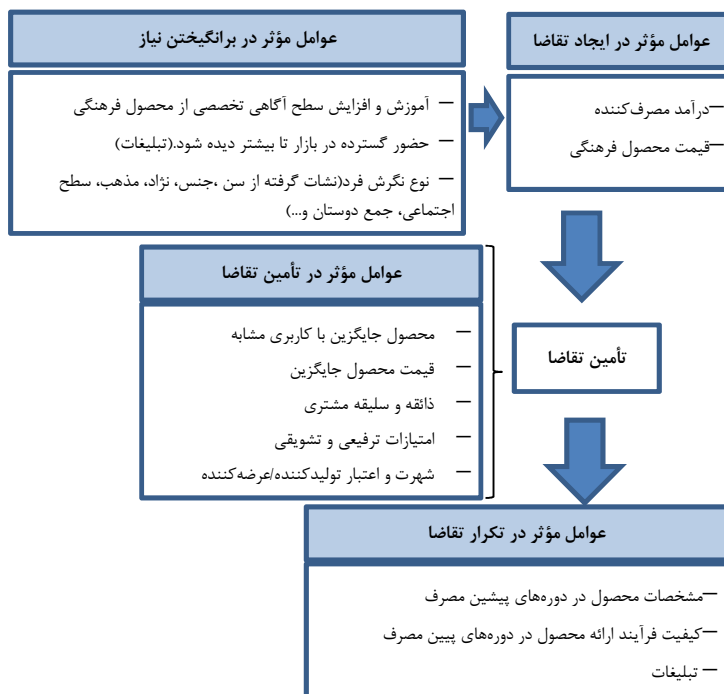 عوامل مؤثر در برانگیختن نیاز
— آموزش و افزایش سطح آگاهی تخصصی از محصول فرهنگی
— حضور گسترده در بازار تا بیشتر دیده شود.(تبلیغات)
— نوع نگرش فرد(نشات گرفته از سن ،جنس، نژاد، مذهب، سطح
اجتماعی، جمع دوستان و...)
عوامل مؤثر در ایجاد تقاضا
—درآمد مصرف‌کننده
—قیمت محصول فرهنگی
تأمین تقاضا
عوامل مؤثر در تأمین تقاضا
— محصول جایگزین با کاربری مشابه
— قیمت محصول جایگزین
— ذائقه و سلیقه مشتری
— امتیازات ترفیعی و تشویقی
— شهرت و اعتبار تولیدکننده/عرضه‌کننده
عوامل مؤثر در تکرار تقاضا
—مشخصات محصول در دوره‌های پیشین مصرف
—کیفیت فرآیند ارائه محصول در دوره‌های پیین مصرف
— تبلیغات